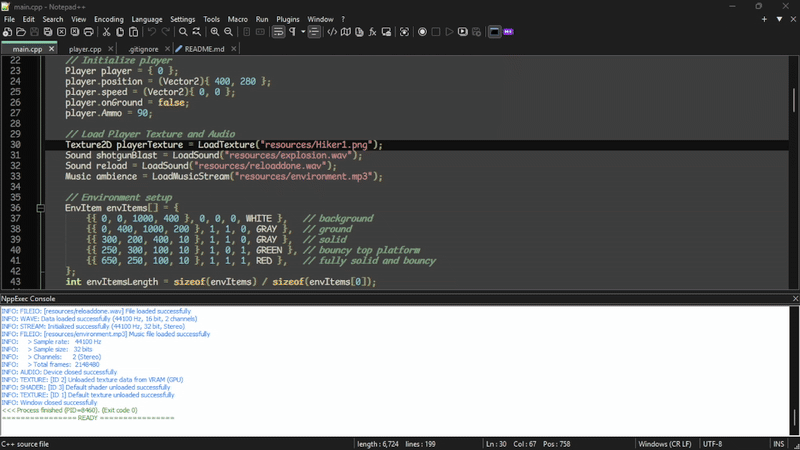 main.cpp - Notepad++
File Edit Search View Encoding Language Settings Tools Macro Run Plugins Window ?
main.cpp player.cpp .gitignore README.md
22 // Initialize player
23 Player player = { 0 };
24 player.position = (Vector2){ 400, 280 };
25 player.speed = (Vector2){ 0, 0 };
26 player.onGround = false;
27 player.Ammo = 90;
28
29 // Load Player Texture and Audio
30 Texture2D playerTexture = LoadTexture("resources/Hiker1.png");
31 Sound shotgunBlast = LoadSound("resources/explosion.wav");
32 Sound reload = LoadSound("resources/reloaddone.wav");
33 Music ambience = LoadMusicStream("resources/environment.mp3");
34
35 // Environment setup
36 EnvItem envItems[] = {
37 {{ 0, 0, 1000, 400 }, 0, 0, 0, WHITE }, // background
38 {{ 0, 400, 1000, 200 }, 1, 1, 0, GRAY }, // ground
39 {{ 300, 200, 400, 10 }, 1, 1, 0, GRAY }, // solid
40 {{ 250, 300, 100, 10 }, 1, 0, 1, GREEN }, // bouncy top platform
41 {{ 650, 250, 100, 10 }, 1, 1, 1, RED }, // fully solid and bouncy
42 };
43 int envItemsLength = sizeof(envItems) / sizeof(envItems[0]);
NppExec Console
INFO: FILEIO: [resources/reloaddone.wav] File loaded successfully
INFO: WAVE: Data loaded successfully (44100 Hz, 16 bit, 2 channels)
INFO: STREAM: Initialized successfully (44100 Hz, 32 bit, Stereo)
INFO: FILEIO: [resources/environment.mp3] Music file loaded successfully
INFO: > Sample rate: 44100 Hz
INFO: > Sample size: 32 bits
INFO: > Channels: 2 (Stereo)
INFO: > Total frames: 2148480
INFO: AUDIO: Device closed successfully
INFO: TEXTURE: [ID 2] Unloaded texture data from VRAM (GPU)
INFO: SHADER: [ID 3] Default shader unloaded successfully
INFO: TEXTURE: [ID 1] Default texture unloaded successfully
INFO: Window closed successfully
<<< Process finished (PID=8460). (Exit code 0)
================ READY ================
C++ source file length : 6,724 lines : 199 Ln : 30 Col : 67 Pos : 758 Windows (CR LF) UTF-8 INS